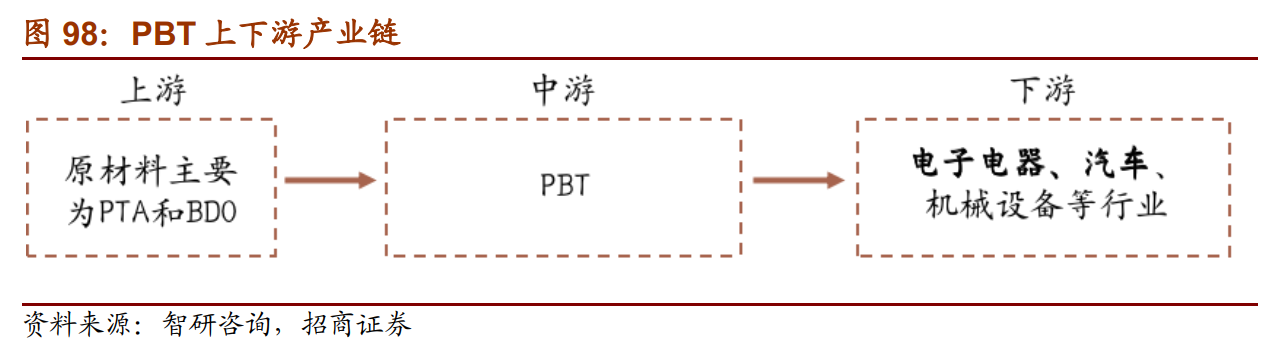 图 98：PBT 上下游产业链
上游
中游
下游
原材料主要
为PTA和BDO
PBT
电子电器、汽车、
机械设备等行业
资料来源：智研咨询，招商证券